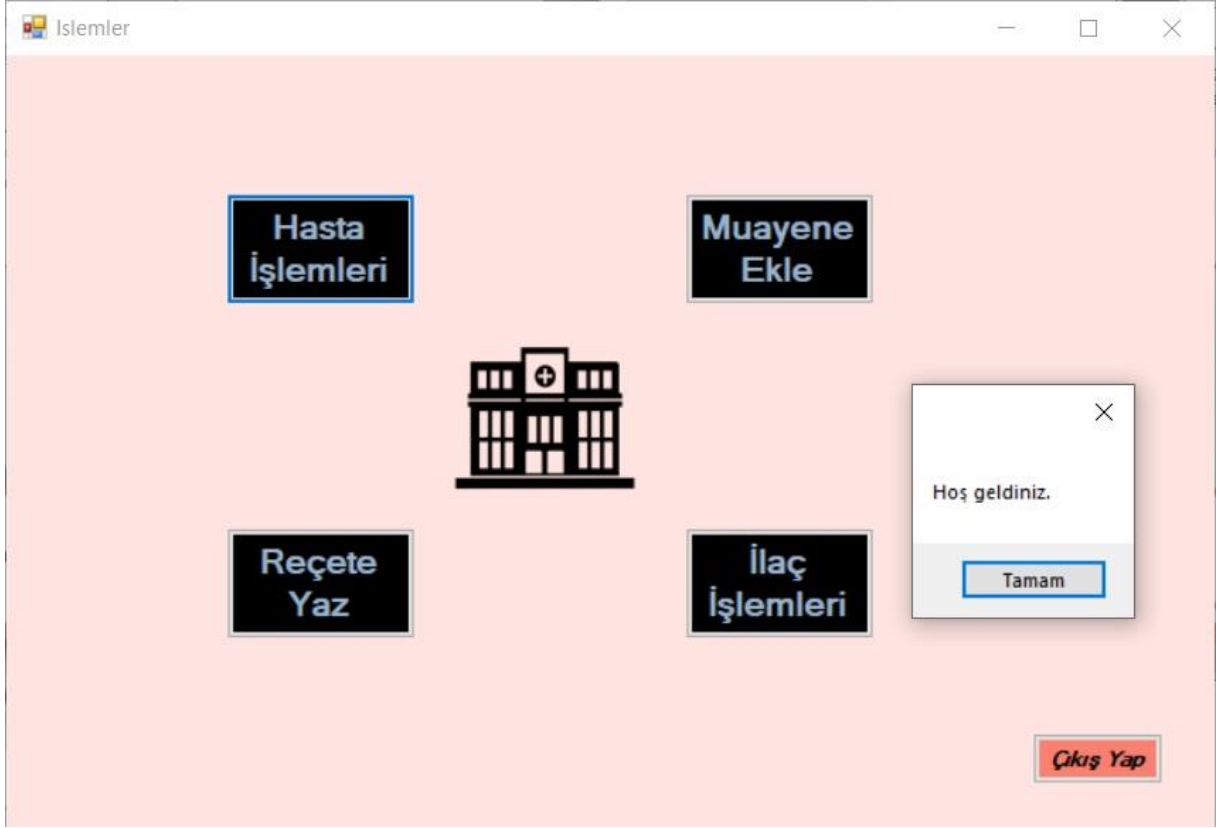 Islemler
Hasta
İşlemleri
Muayene
Ekle
Hoş geldiniz.
Tamam
Reçete
Yaz
İlaç
İşlemleri
Çıkış Yap